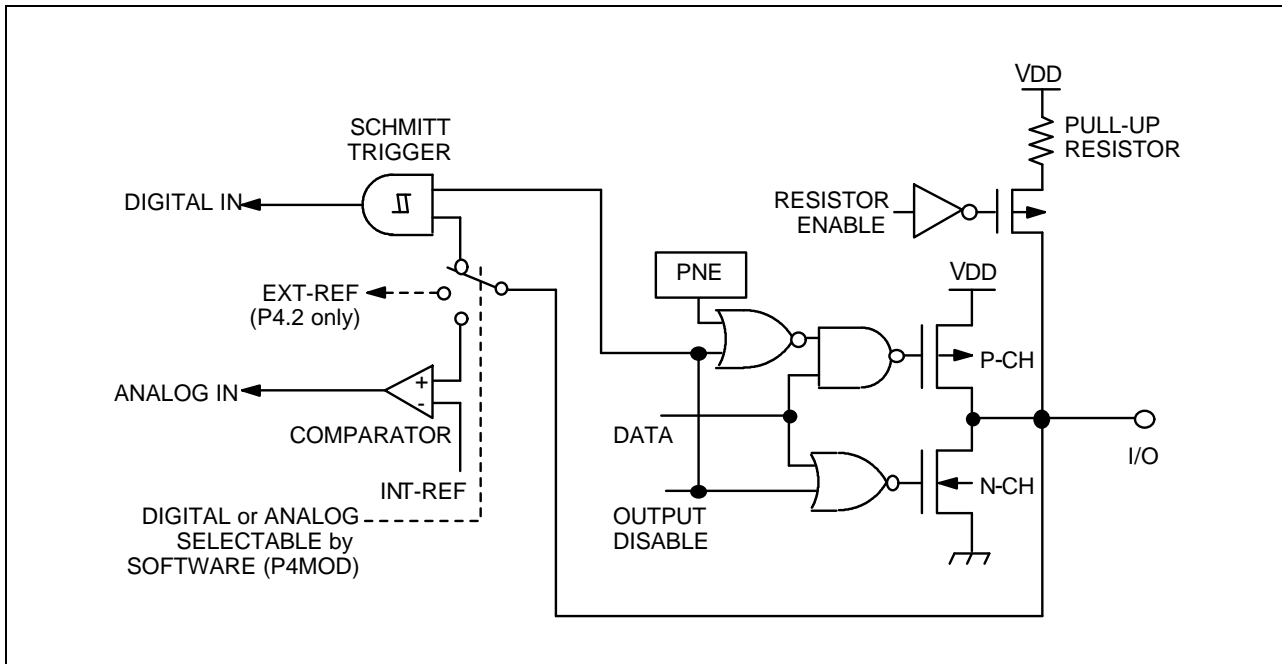 VDD
PULL-UP
RESISTOR
SCHMITT
TRIGGER
DIGITAL IN
RESISTOR
ENABLE
PNE
VDD
EXT-REF
(P4.2 only)
P-CH
ANALOG IN
+
-
COMPARATOR
DATA
I/O
INT-REF
N-CH
DIGITAL or ANALOG
SELECTABLE by
SOFTWARE (P4MOD)
OUTPUT
DISABLE